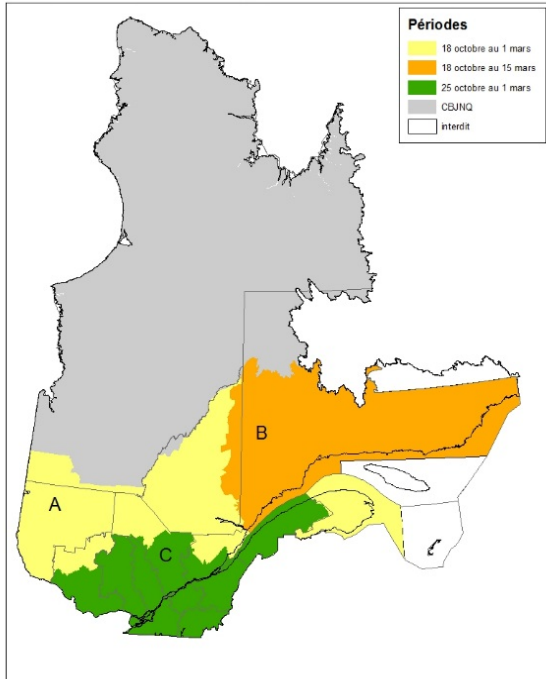 Périodes
18 octobre au 1 mars
18 octobre au 15 mars
25 octobre au 1 mars
CBJNQ
interdit
B
A
C